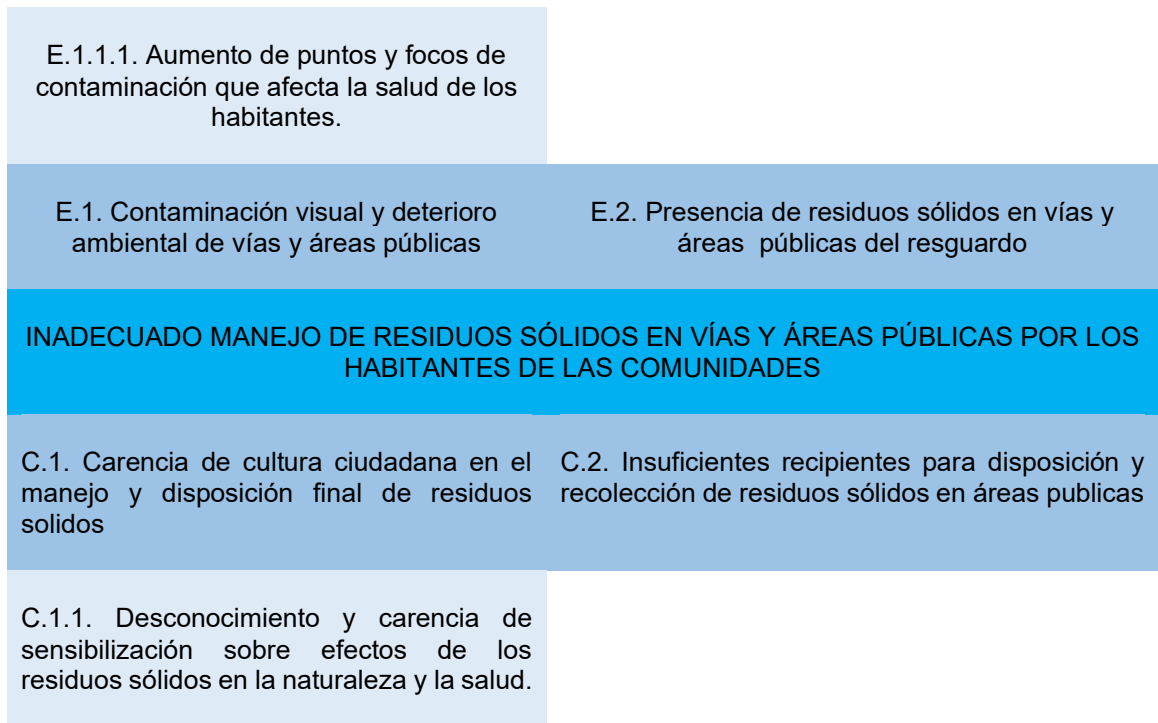 E.1.1.1. Aumento de puntos y focos de
contaminación que afecta la salud de los
habitantes.
E.1. Contaminación visual y deterioro
ambiental de vías y áreas públicas
E.2. Presencia de residuos sólidos en vías y
áreas públicas del resguardo
INADECUADO MANEJO DE RESIDUOS SÓLIDOS EN VÍAS Y ÁREAS PÚBLICAS POR LOS
HABITANTES DE LAS COMUNIDADES
C.1. Carencia de cultura ciudadana en el
manejo y disposición final de residuos
solidos
C.2. Insuficientes recipientes para disposición y
recolección de residuos sólidos en áreas publicas
C.1.1. Desconocimiento y carencia de
sensibilización sobre efectos de los
residuos sólidos en la naturaleza y la salud.